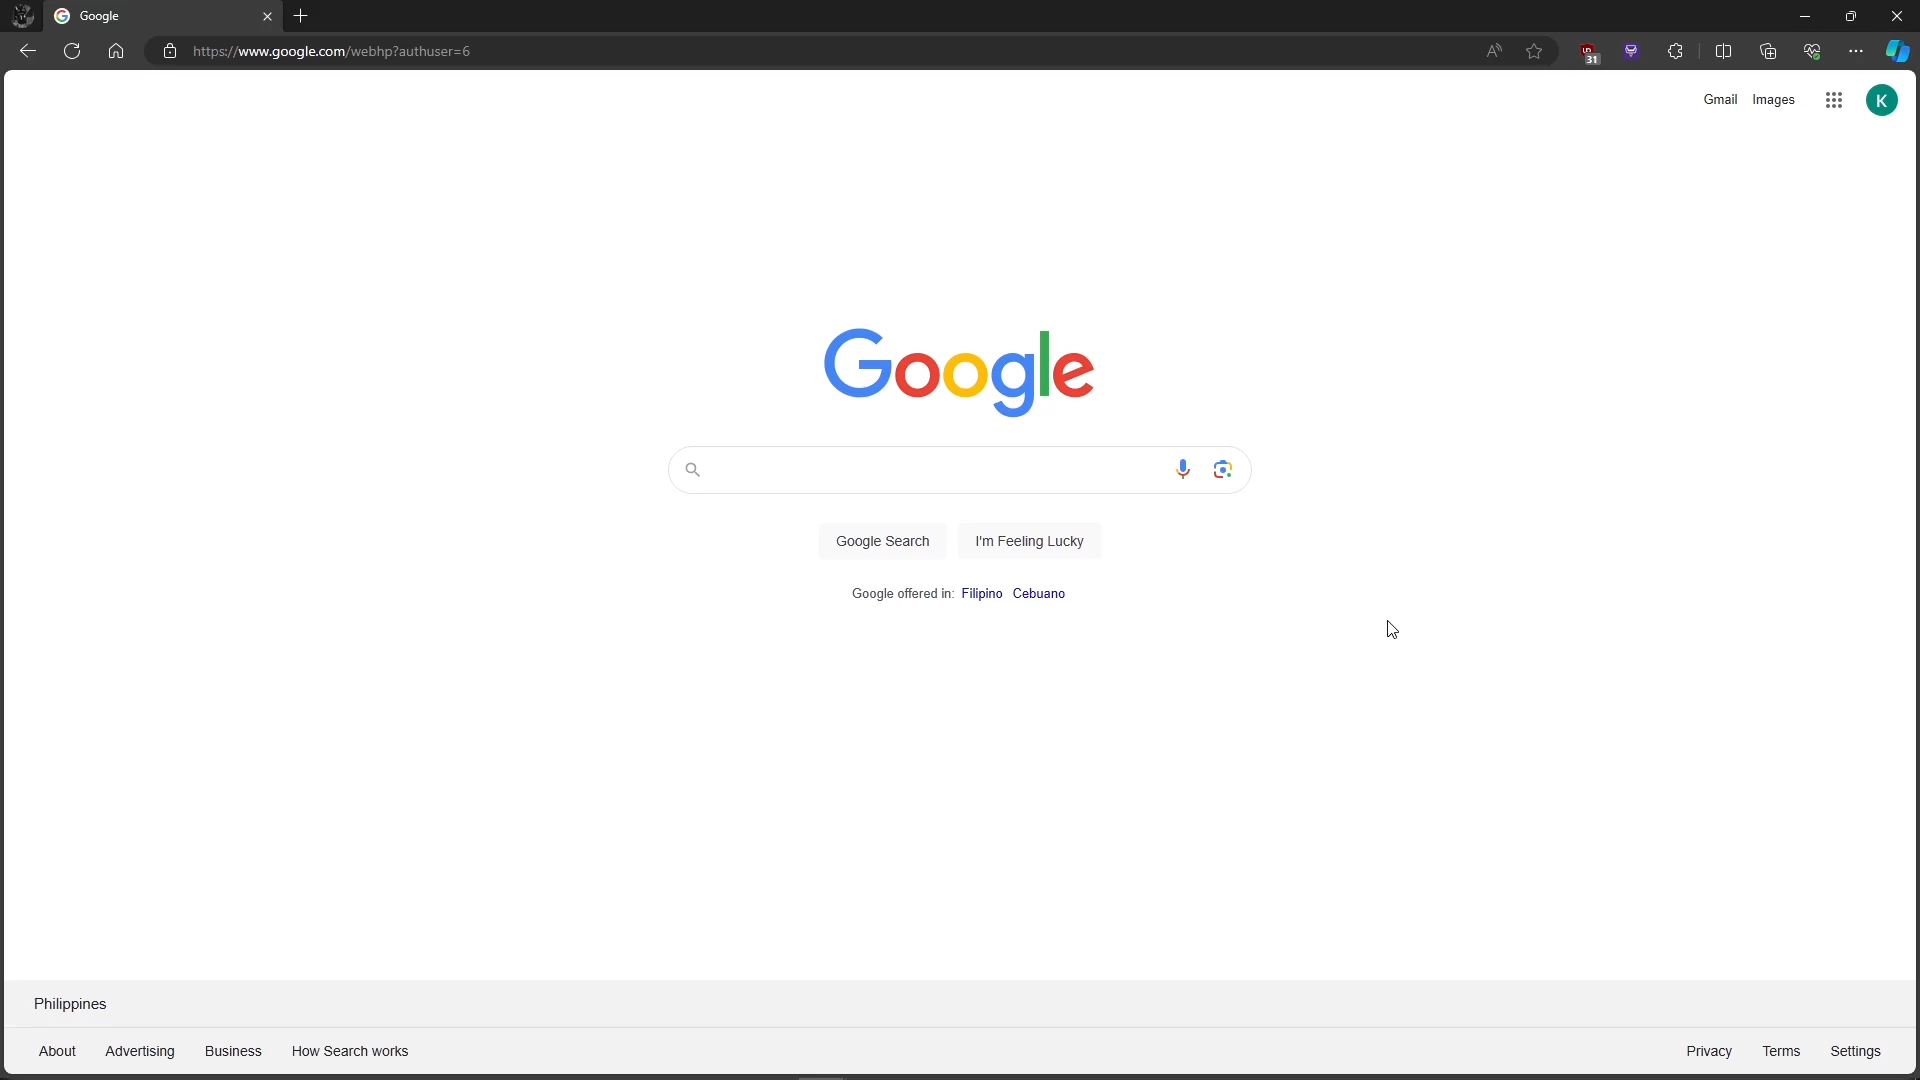 Google
https://www.google.com/webhp?authuser=6
31
Gmail Images
K
Google
Google Search I'm Feeling Lucky
Google offered in: Filipino Cebuano
Philippines
About Advertising Business How Search works Privacy Terms Settings